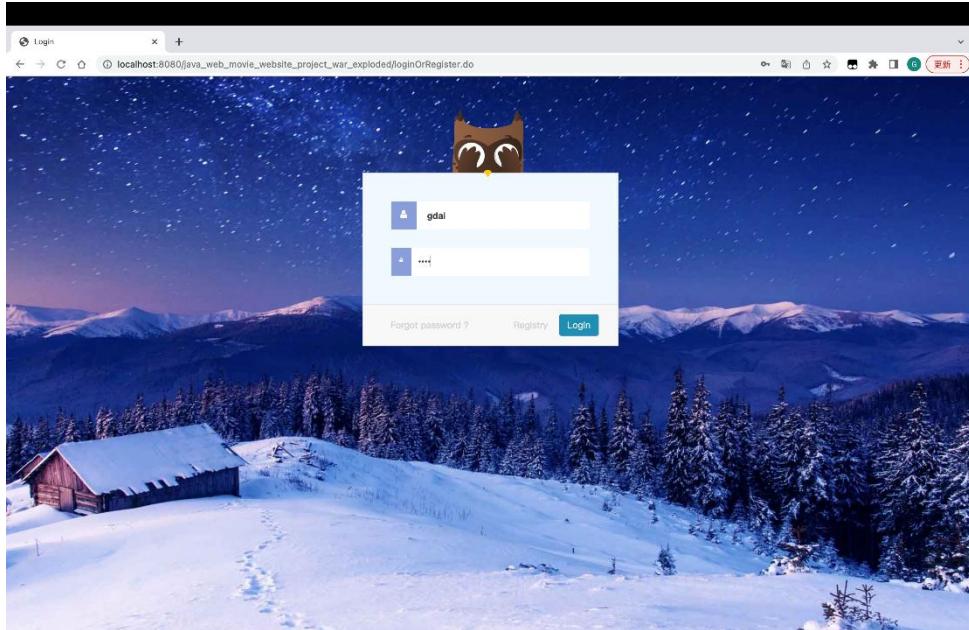 Login
localhost:8080/java_web_movie_website_project_war_exploded/loginOrRegister.do
G
更新
gdai
••••
Forgot password ?
Registry
Login